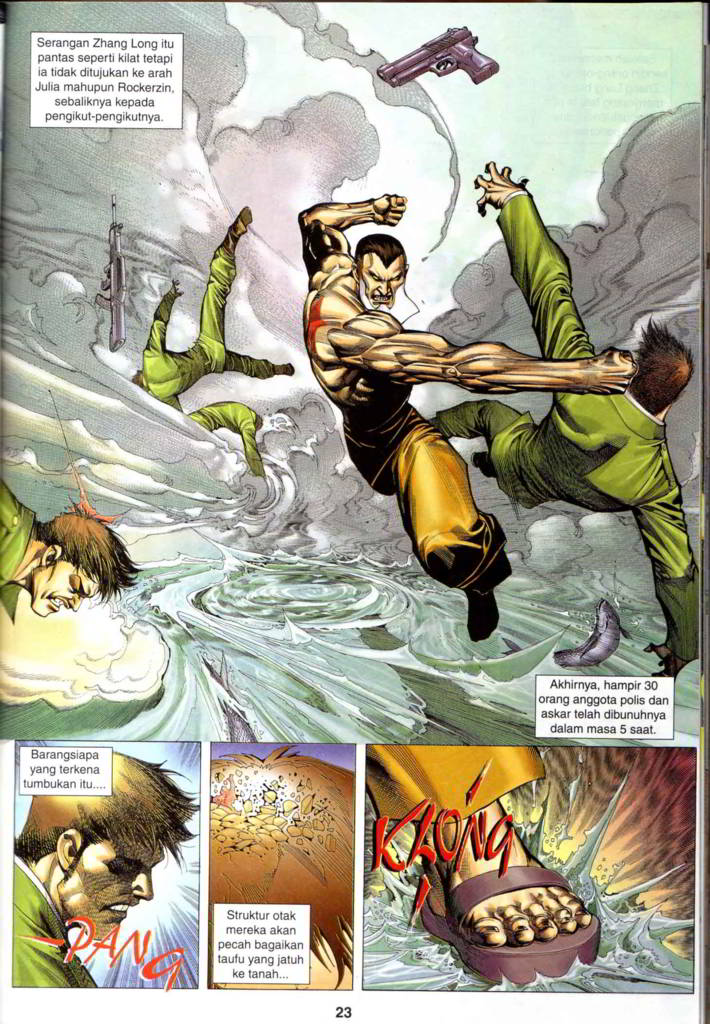 Serangan Zhang Long itu
pantas seperti kilat tetapi
ia tidak ditujukan ke arah
Julia mahupun Rockerzin,
sebaliknya kepada
pengikut-pengikutnya.
Akhirnya, hampir 30
orang anggota polis dan
askar telah dibunuhnya
dalam masa 5 saat.
Barangsiapa
yang terkena
tumbukan itu....
PANG
Struktur otak
mereka akan
pecah bagaikan
taufu yang jatuh
ke tanah...
KLONG
23